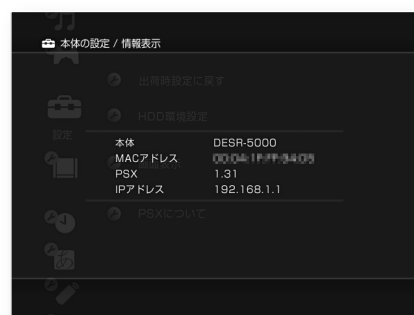 本体の設定 / 情報表示
出荷時設定に戻す
HDD環境設定
設定
本体 DESR-5000
MACアドレス
PSX 1.31
IPアドレス 192.168.1.1
PSXについて
あ